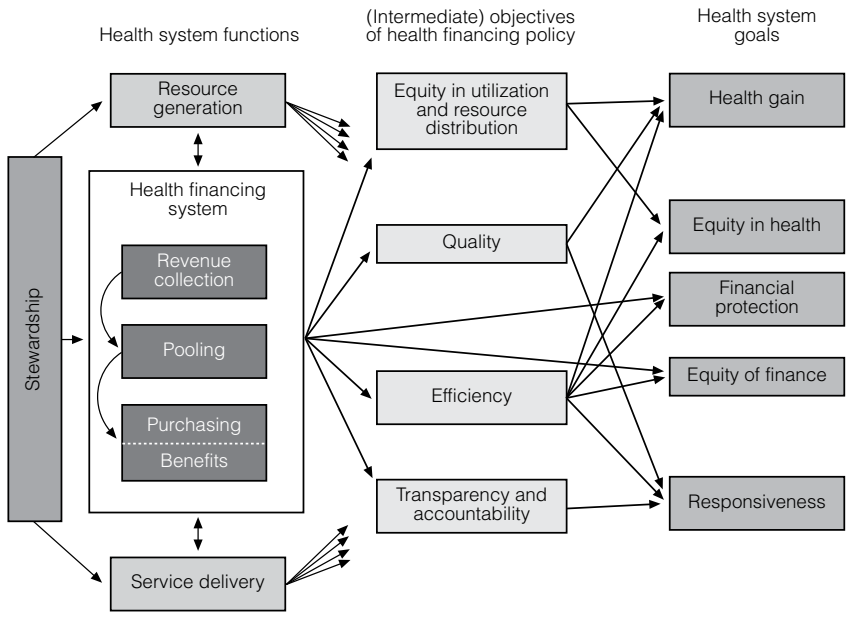 Health system functions
(Intermediate) objectives
of health financing policy
Health system
goals
Resource
generation
Equity in utilization
and resource
distribution
Health gain
Health financing
system
Quality
Equity in health
Revenue
collection
Financial
protection
Stewardship
Pooling
Equity of finance
Efficiency
Purchasing
Benefits
Transparency and
accountability
Responsiveness
Service delivery